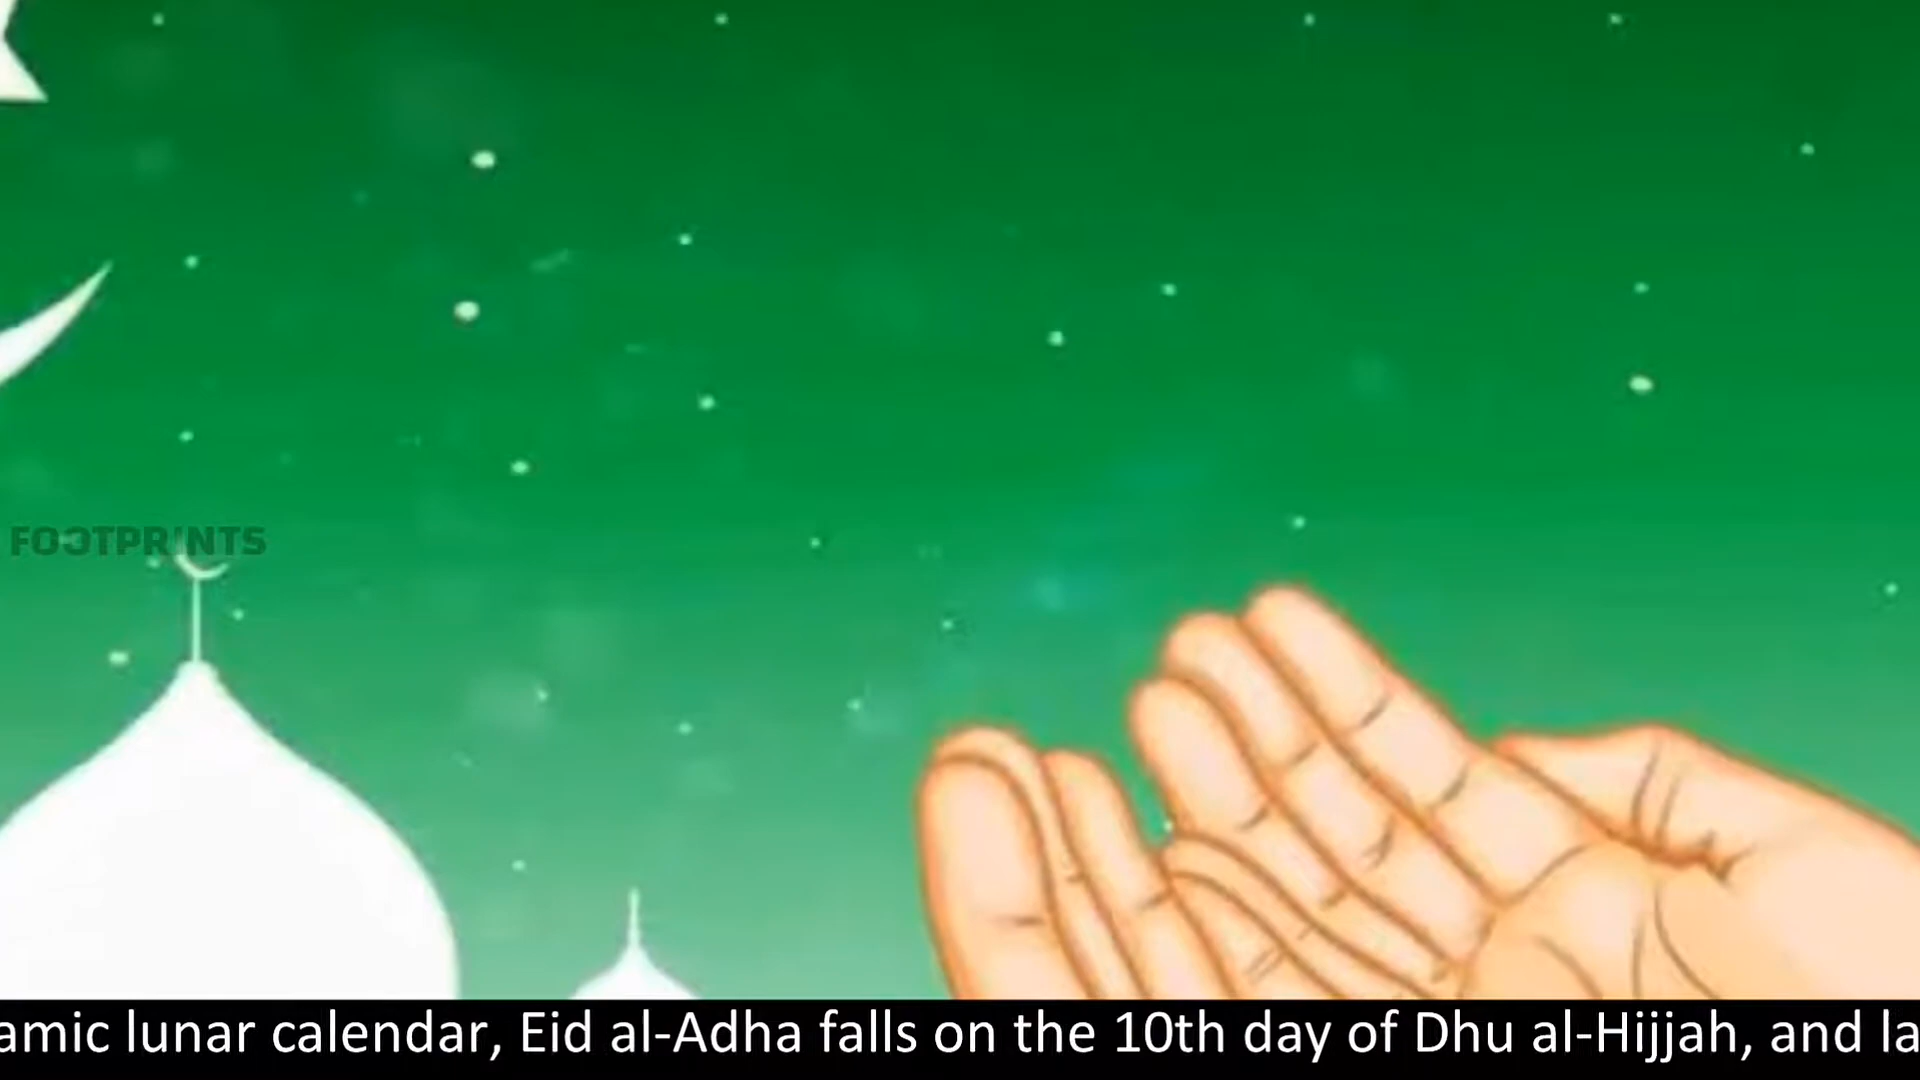 FOOTPRINTS
amic lunar calendar, Eid al-Adha falls on the 10th day of Dhu al-Hijjah, and la